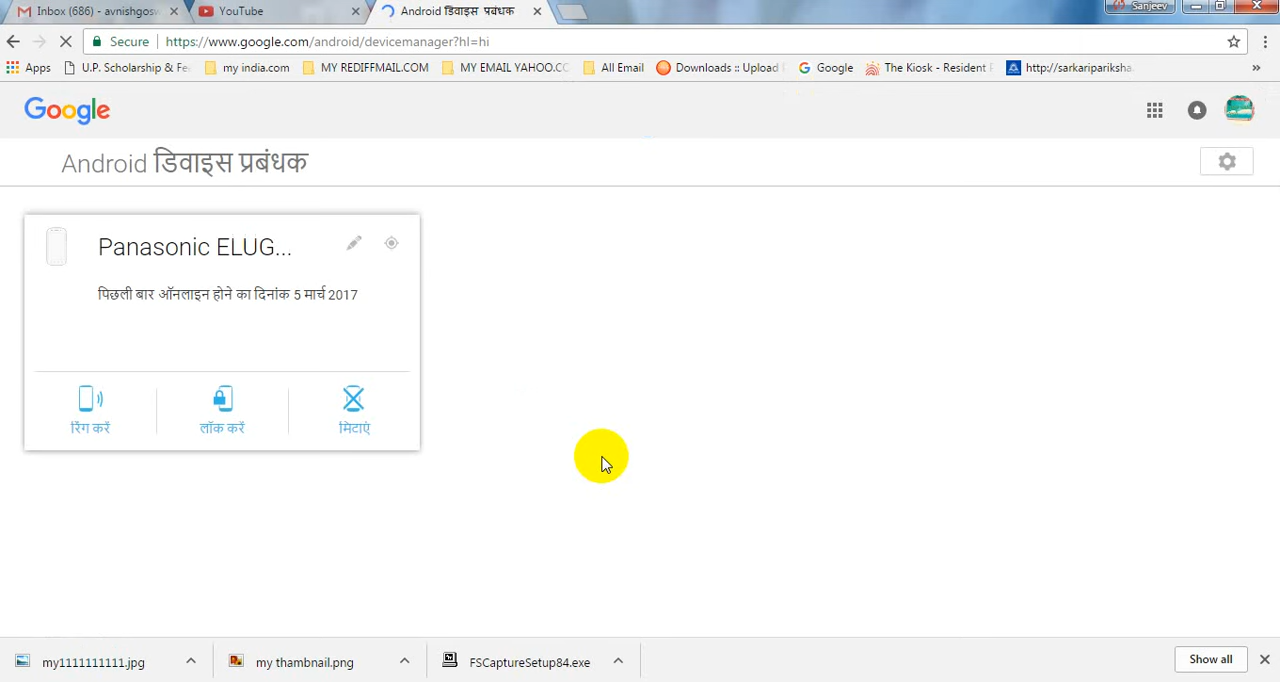 Inbox (686) - avnishgos
YouTube
Android डिवाइस प्रबंधक
Sanjeev
Secure
https://www.google.com/android/devicemanager?hl=hi
Apps
U.P. Scholarship & Fe
my india.com
MY REDIFFMAIL.COM
MY EMAIL YAHOO.CC
All Email
Downloads :: Upload
Google
The Kiosk - Resident
http://sarkaripariksha
Google
Android डिवाइस प्रबंधक
Panasonic ELUG...
पिछली बार ऑनलाइन होने का दिनांक 5 मार्च 2017
रिंग करें
लॉक करें
मिटाएं
my1111111111.jpg
my thumbnail.png
FSCaptureSetup84.exe
Show all